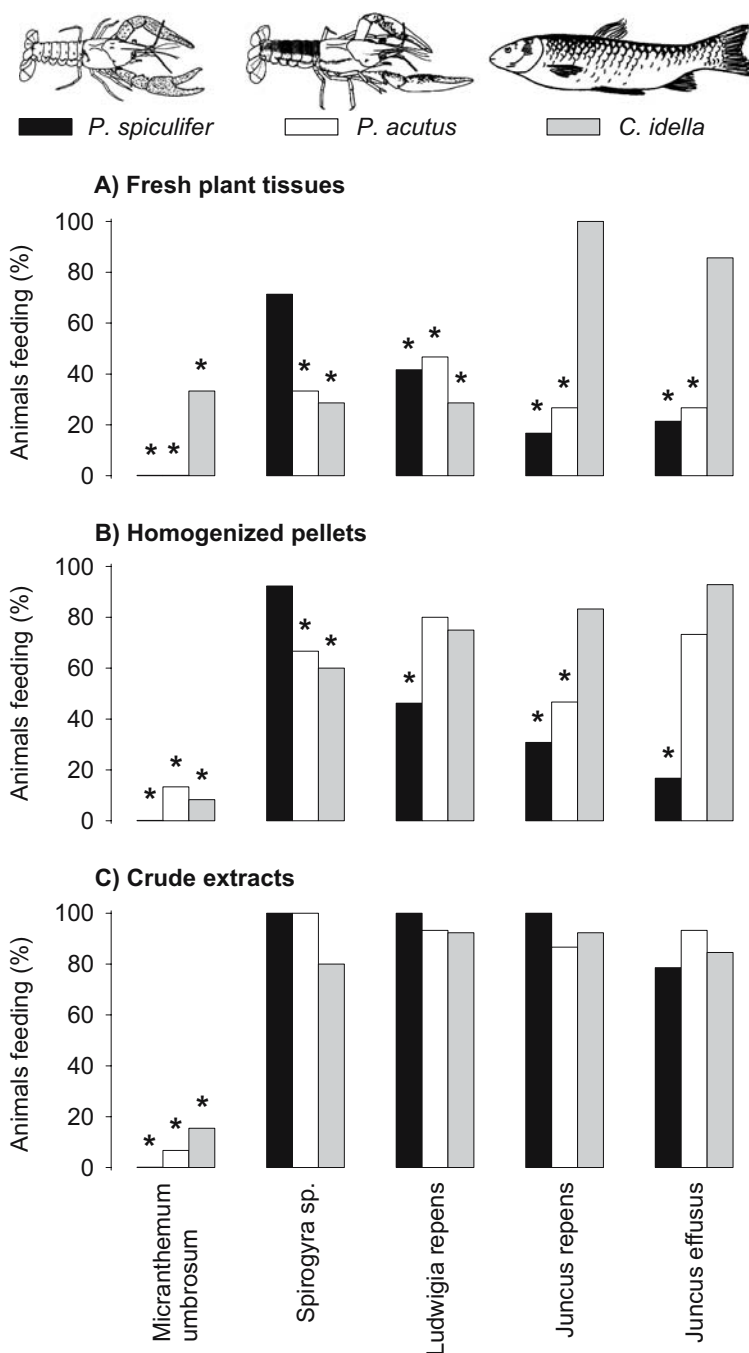 P. spiculifer P. acutus C. idella
A) Fresh plant tissues
Animals feeding (%)
100
80
60
40
20
0
* * *
* *
* * *
* *
* *
B) Homogenized pellets
Animals feeding (%)
100
80
60
40
20
0
* * *
* *
*
* *
*
C) Crude extracts
Animals feeding (%)
100
80
60
40
20
0
* * *
Micranthemum
umbrosum
Spirogyra sp.
Ludwigia repens
Juncus repens
Juncus effusus